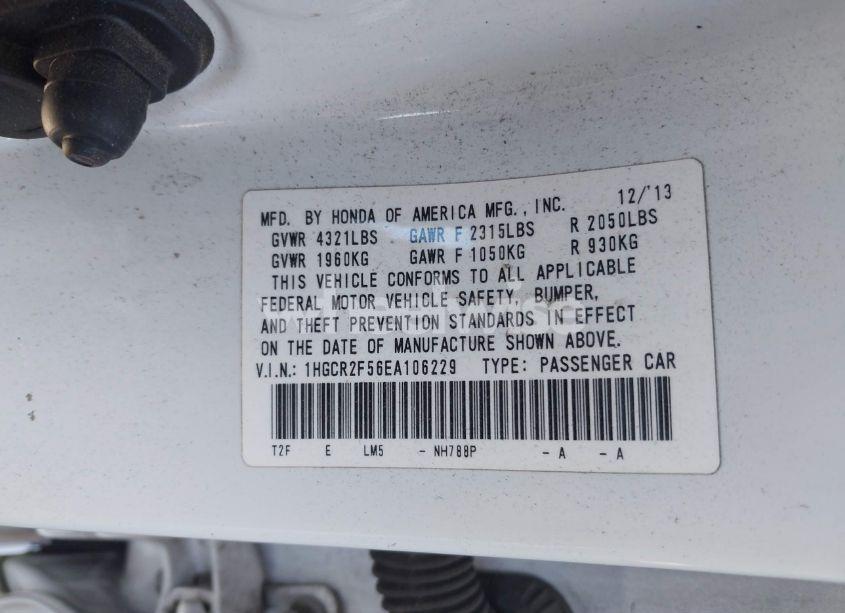 MFD. BY HONDA OF AMERICA MFG., INC. 12/'13
GVWR 4321LBS GAWR F 2315LBS R 2050LBS
GVWR 1960KG GAWR F 1050KG R 930KG
THIS VEHICLE CONFORMS TO ALL APPLICABLE
FEDERAL MOTOR VEHICLE SAFETY, BUMPER,
AND THEFT PREVENTION STANDARDS IN EFFECT
ON THE DATE OF MANUFACTURE SHOWN ABOVE.
V.I.N.: 1HGCR2F56EA106229 TYPE: PASSENGER CAR
T2F E LM5 - NH788P - A - A